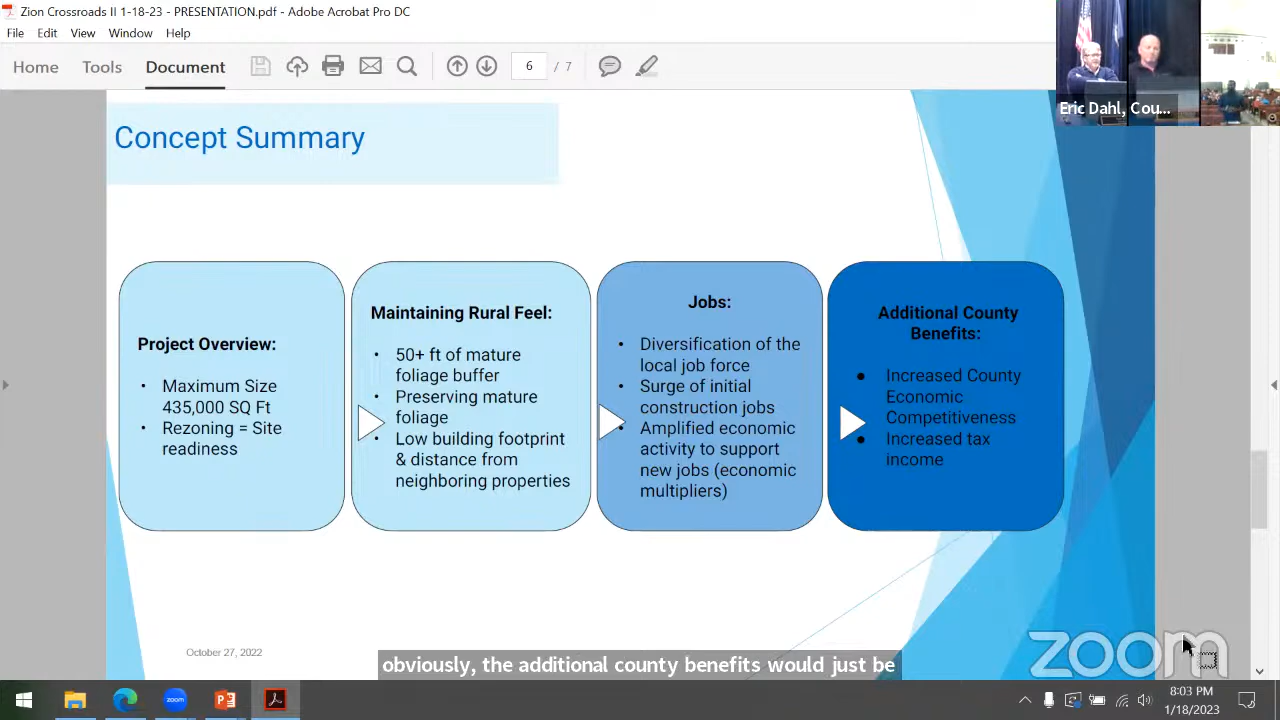 Zion Crossroads II 1-18-23 - PRESENTATION.pdf - Adobe Acrobat Pro DC
File Edit View Window Help
Home Tools Document 6 / 7
Eric Dahl, Cou...
Concept Summary
Project Overview:
• Maximum Size
435,000 SQ Ft
• Rezoning = Site
readiness
Maintaining Rural Feel:
• 50+ ft of mature
foliage buffer
• Preserving mature
foliage
• Low building footprint
& distance from
neighboring properties
Jobs:
• Diversification of the
local job force
• Surge of initial
construction jobs
• Amplified economic
activity to support
new jobs (economic
multipliers)
Additional County
Benefits:
● Increased County
Economic
Competitiveness
● Increased tax
income
October 27, 2022
obviously, the additional county benefits would just be
zoom
zoom
8:03 PM
1/18/2023